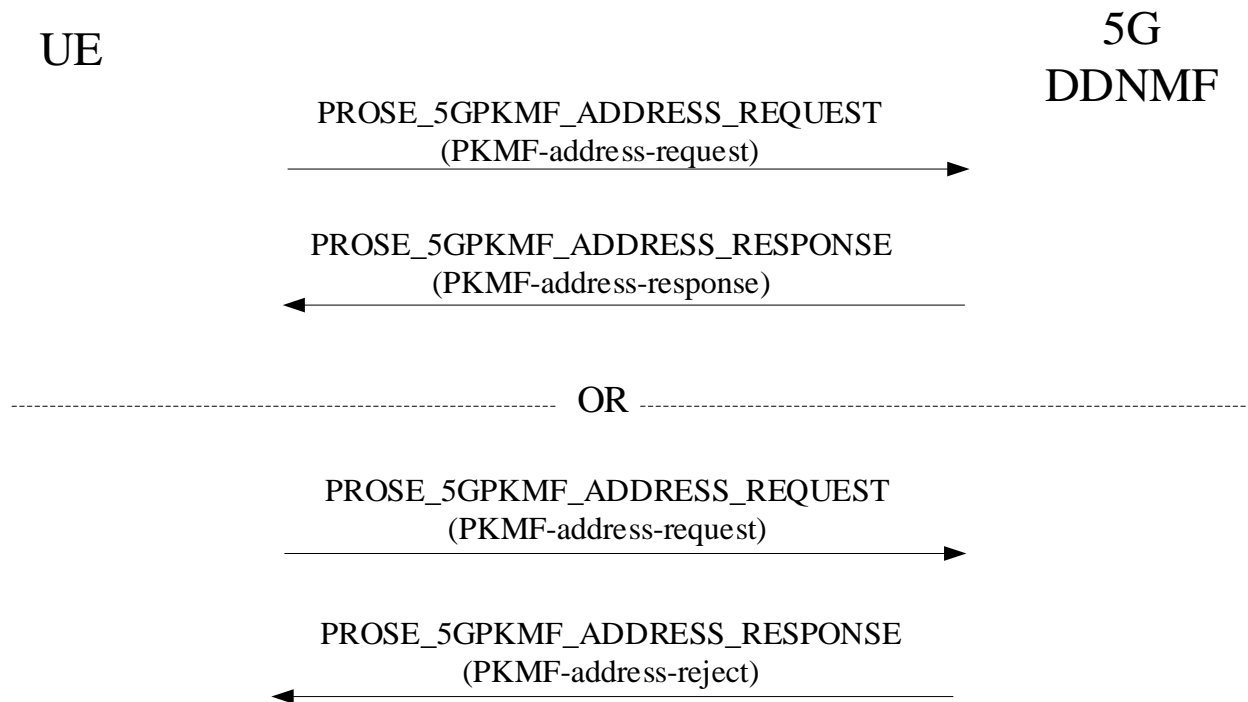 UE
5G
DDNMF
PROSE_5GPKMF_ADDRESS_REQUEST
(PKMF-address-request)
PROSE_5GPKMF_ADDRESS_RESPONSE
(PKMF-address-response)
OR
PROSE_5GPKMF_ADDRESS_REQUEST
(PKMF-address-request)
PROSE_5GPKMF_ADDRESS_RESPONSE
(PKMF-address-reject)